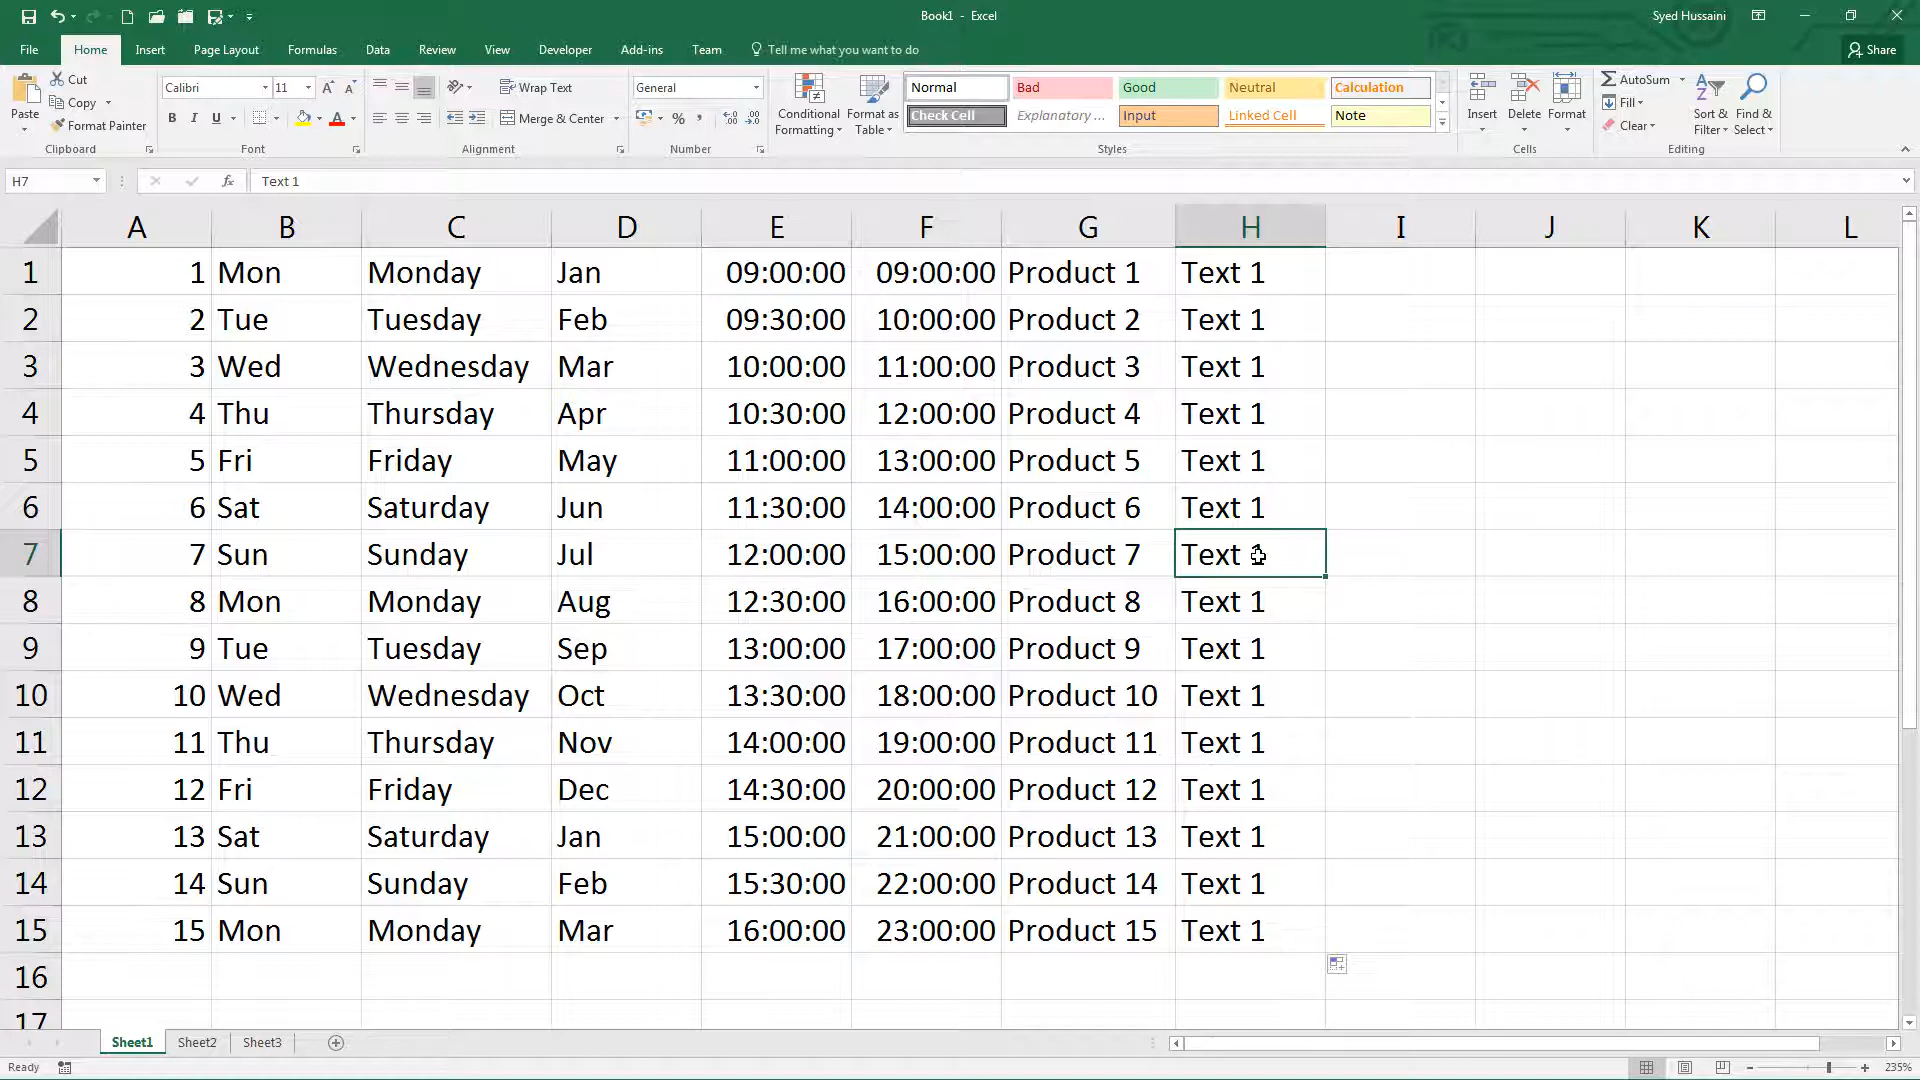 Book1 - Excel
Syed Hussaini
File Home Insert Page Layout Formulas Data Review View Developer Add-ins Team Tell me what you want to do Share
Paste
Cut
Copy
Format Painter
Clipboard
Calibri 11
B I U
Font
Wrap Text
Merge & Center
Alignment
General
%
Number
Conditional Formatting
Format as Table
Normal Bad Good Neutral Calculation
Check Cell Explanatory ... Input Linked Cell Note
Styles
Insert Delete Format
Cells
AutoSum
Fill
Clear
Sort & Filter
Find & Select
Editing
H7 fx Text 1
A B C D E F G H I J K L
1 1 Mon Monday Jan 09:00:00 09:00:00 Product 1 Text 1
2 2 Tue Tuesday Feb 09:30:00 10:00:00 Product 2 Text 1
3 3 Wed Wednesday Mar 10:00:00 11:00:00 Product 3 Text 1
4 4 Thu Thursday Apr 10:30:00 12:00:00 Product 4 Text 1
5 5 Fri Friday May 11:00:00 13:00:00 Product 5 Text 1
6 6 Sat Saturday Jun 11:30:00 14:00:00 Product 6 Text 1
7 7 Sun Sunday Jul 12:00:00 15:00:00 Product 7 Text 1
8 8 Mon Monday Aug 12:30:00 16:00:00 Product 8 Text 1
9 9 Tue Tuesday Sep 13:00:00 17:00:00 Product 9 Text 1
10 10 Wed Wednesday Oct 13:30:00 18:00:00 Product 10 Text 1
11 11 Thu Thursday Nov 14:00:00 19:00:00 Product 11 Text 1
12 12 Fri Friday Dec 14:30:00 20:00:00 Product 12 Text 1
13 13 Sat Saturday Jan 15:00:00 21:00:00 Product 13 Text 1
14 14 Sun Sunday Feb 15:30:00 22:00:00 Product 14 Text 1
15 15 Mon Monday Mar 16:00:00 23:00:00 Product 15 Text 1
16
17
Sheet1 Sheet2 Sheet3
Ready
235%